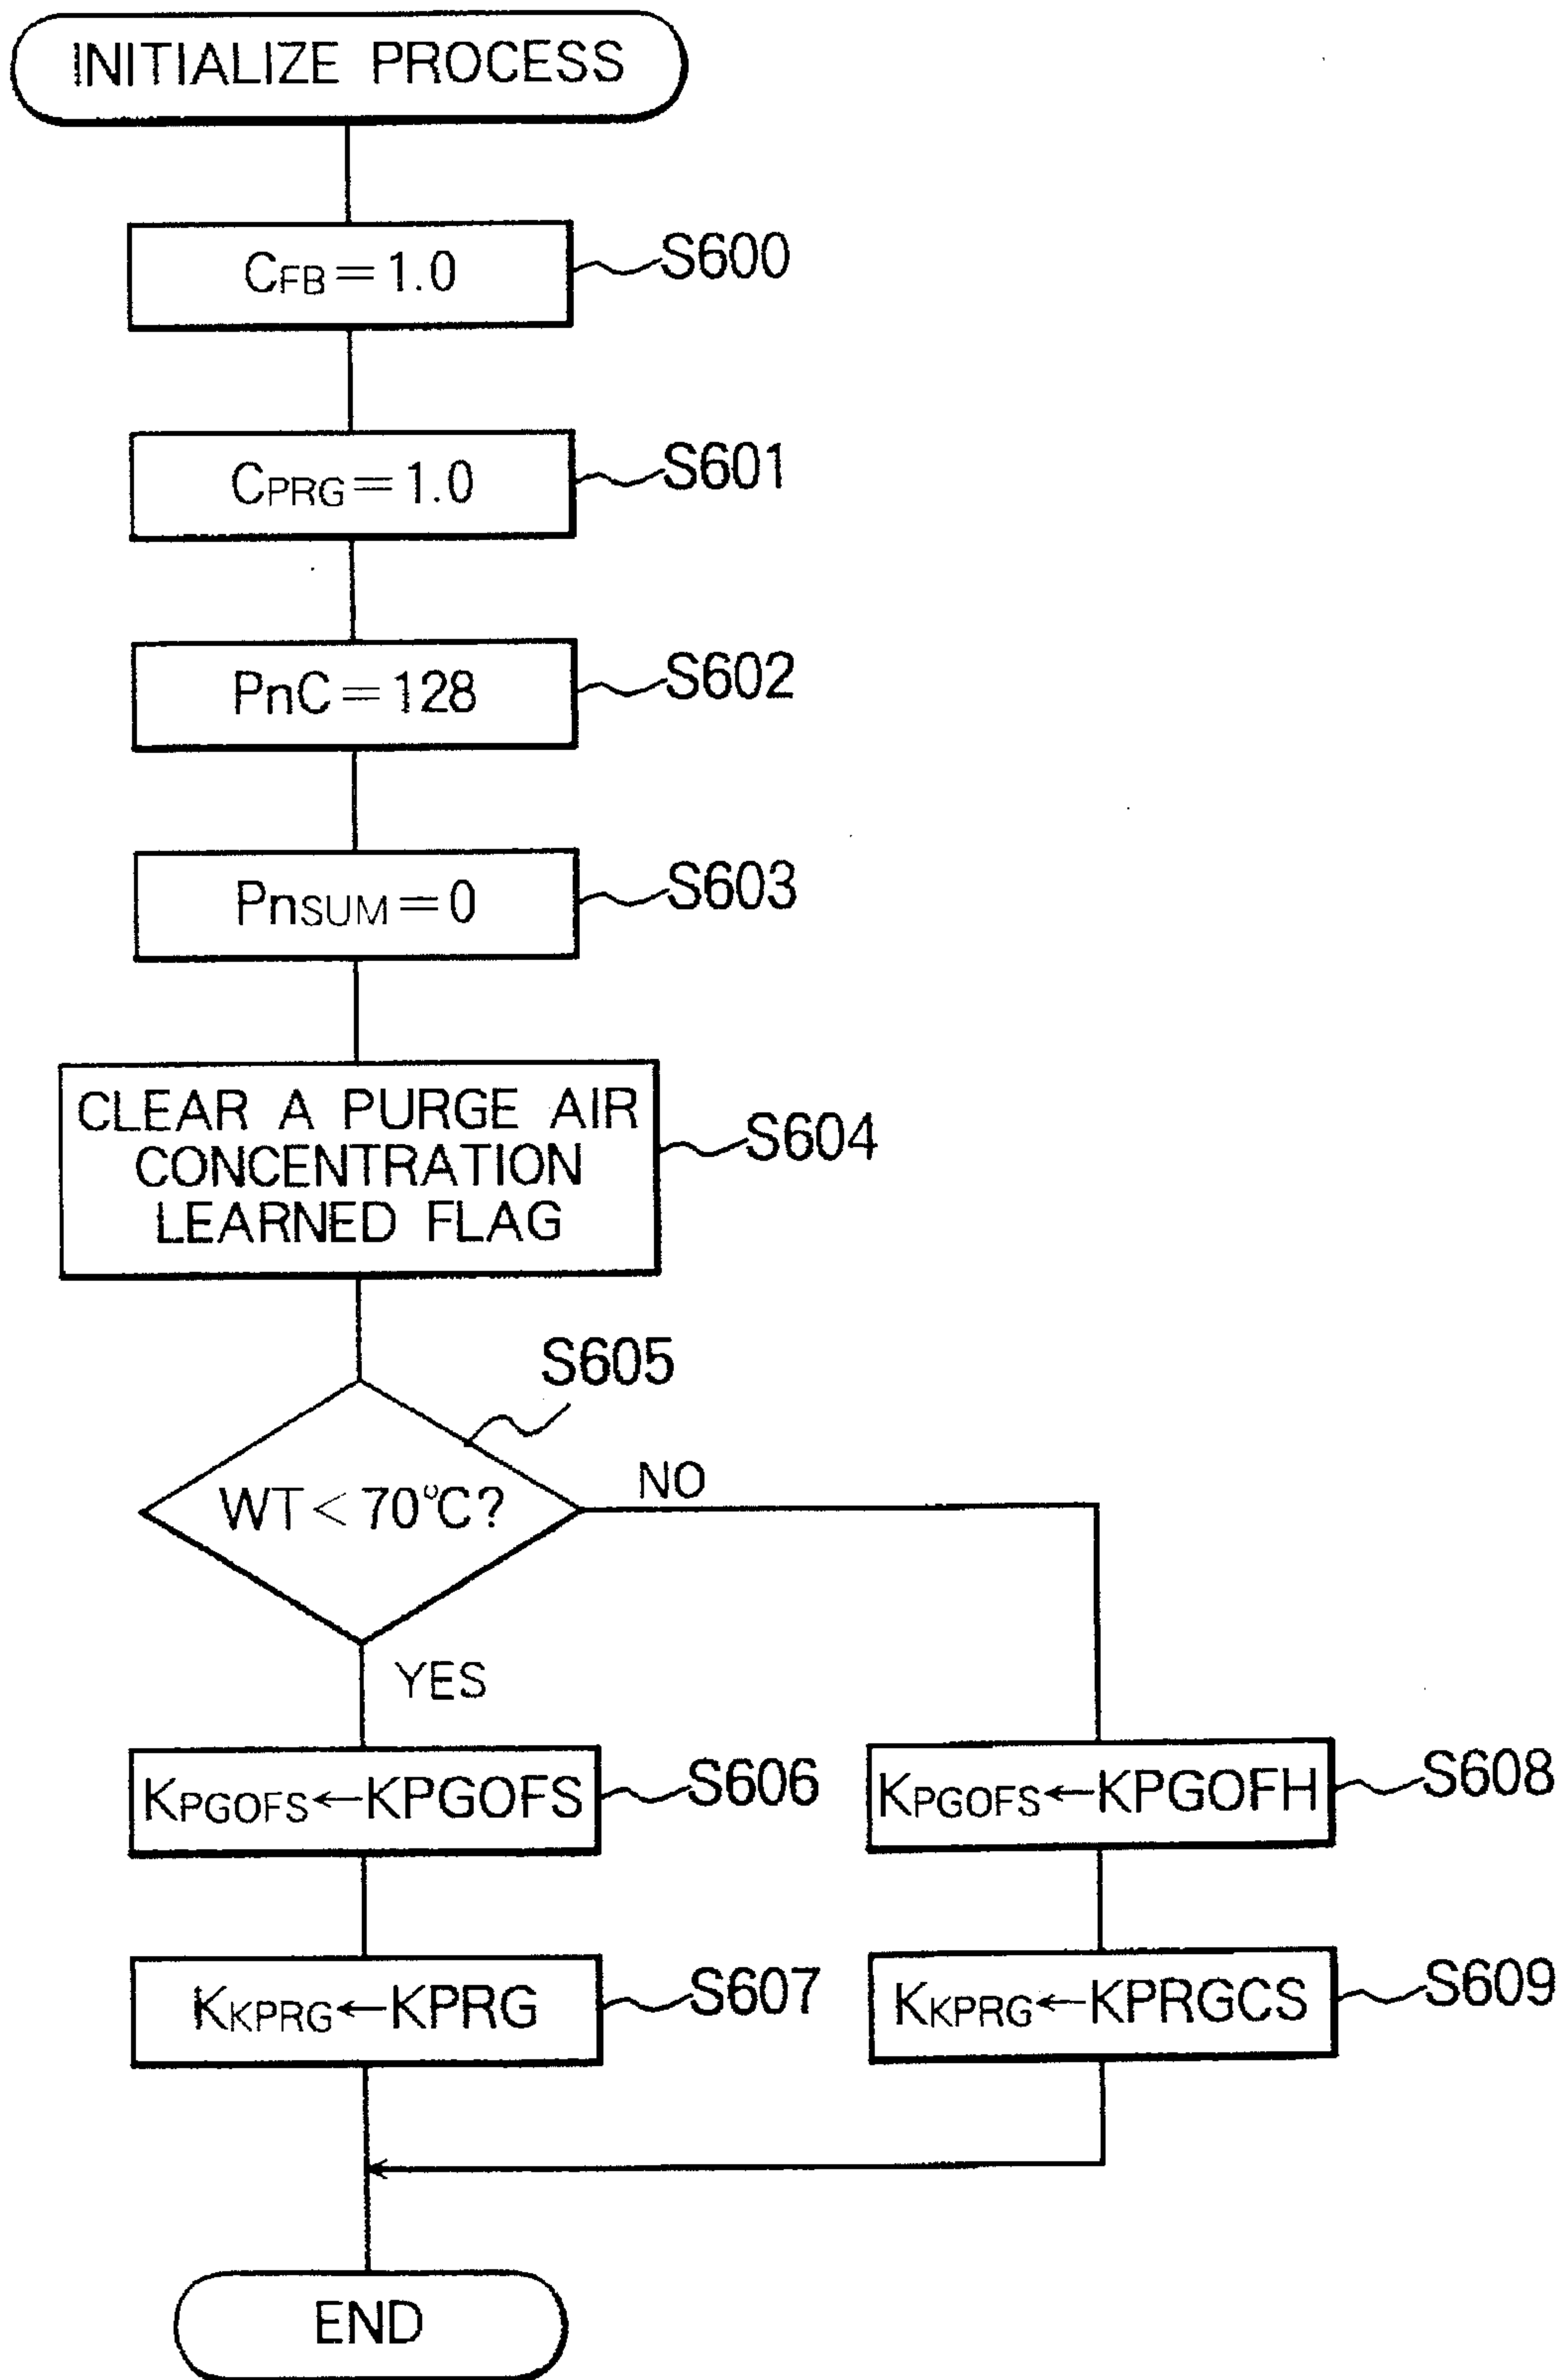 INITIALIZE PROCESS
CFB = 1.0
S600
CPRG = 1.0
S601
PnC = 128
S602
PnSUM = 0
S603
CLEAR A PURGE AIR
CONCENTRATION
LEARNED FLAG
S604
S605
WT < 70°C?
NO
YES
KPGOFS←KPGOFS
S606
KPGOFS←KPGOFH
S608
KKPRG←KPRG
S607
KKPRG←KPRGCS
S609
END